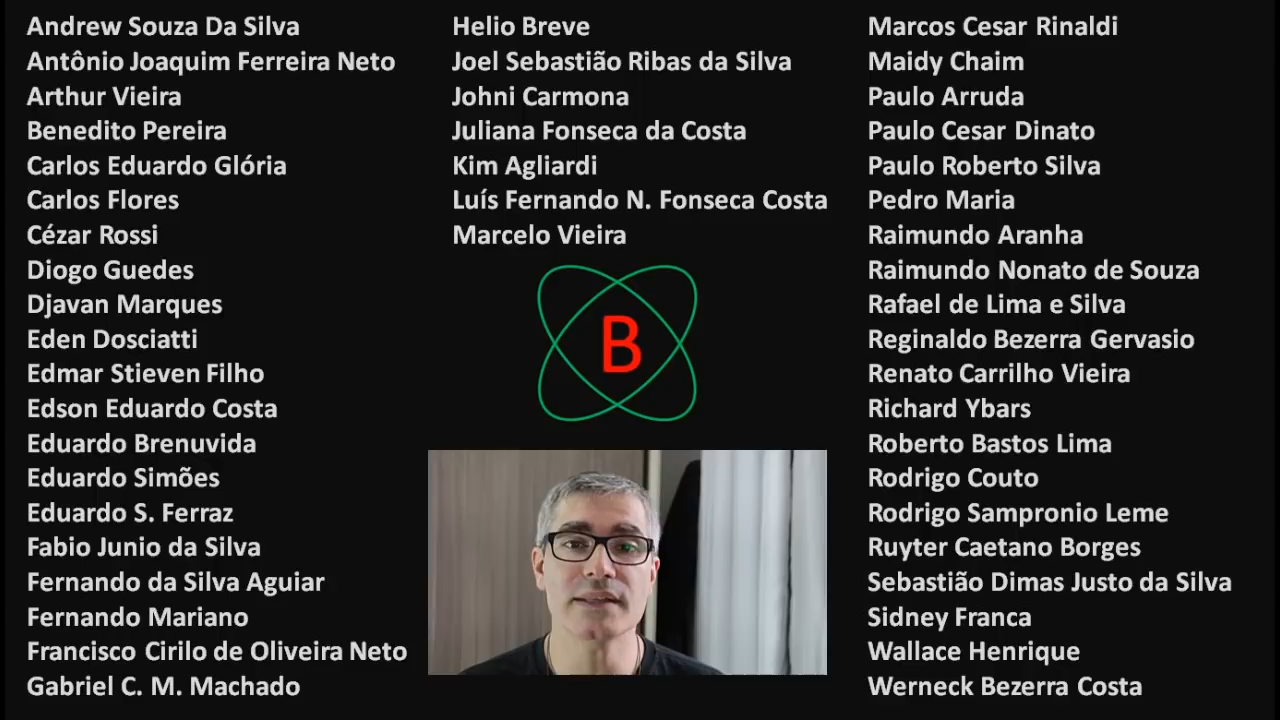 Andrew Souza Da Silva
Antônio Joaquim Ferreira Neto
Arthur Vieira
Benedito Pereira
Carlos Eduardo Glória
Carlos Flores
Cézar Rossi
Diogo Guedes
Djavan Marques
Eden Dosciatti
Edmar Stieven Filho
Edson Eduardo Costa
Eduardo Brenuvida
Eduardo Simões
Eduardo S. Ferraz
Fabio Junio da Silva
Fernando da Silva Aguiar
Fernando Mariano
Francisco Cirilo de Oliveira Neto
Gabriel C. M. Machado
Helio Breve
Joel Sebastião Ribas da Silva
Johni Carmona
Juliana Fonseca da Costa
Kim Agliardi
Luís Fernando N. Fonseca Costa
Marcelo Vieira
B
Marcos Cesar Rinaldi
Maidy Chaim
Paulo Arruda
Paulo Cesar Dinato
Paulo Roberto Silva
Pedro Maria
Raimundo Aranha
Raimundo Nonato de Souza
Rafael de Lima e Silva
Reginaldo Bezerra Gervasio
Renato Carrilho Vieira
Richard Ybars
Roberto Bastos Lima
Rodrigo Couto
Rodrigo Sampronio Leme
Ruyter Caetano Borges
Sebastião Dimas Justo da Silva
Sidney Franca
Wallace Henrique
Werneck Bezerra Costa